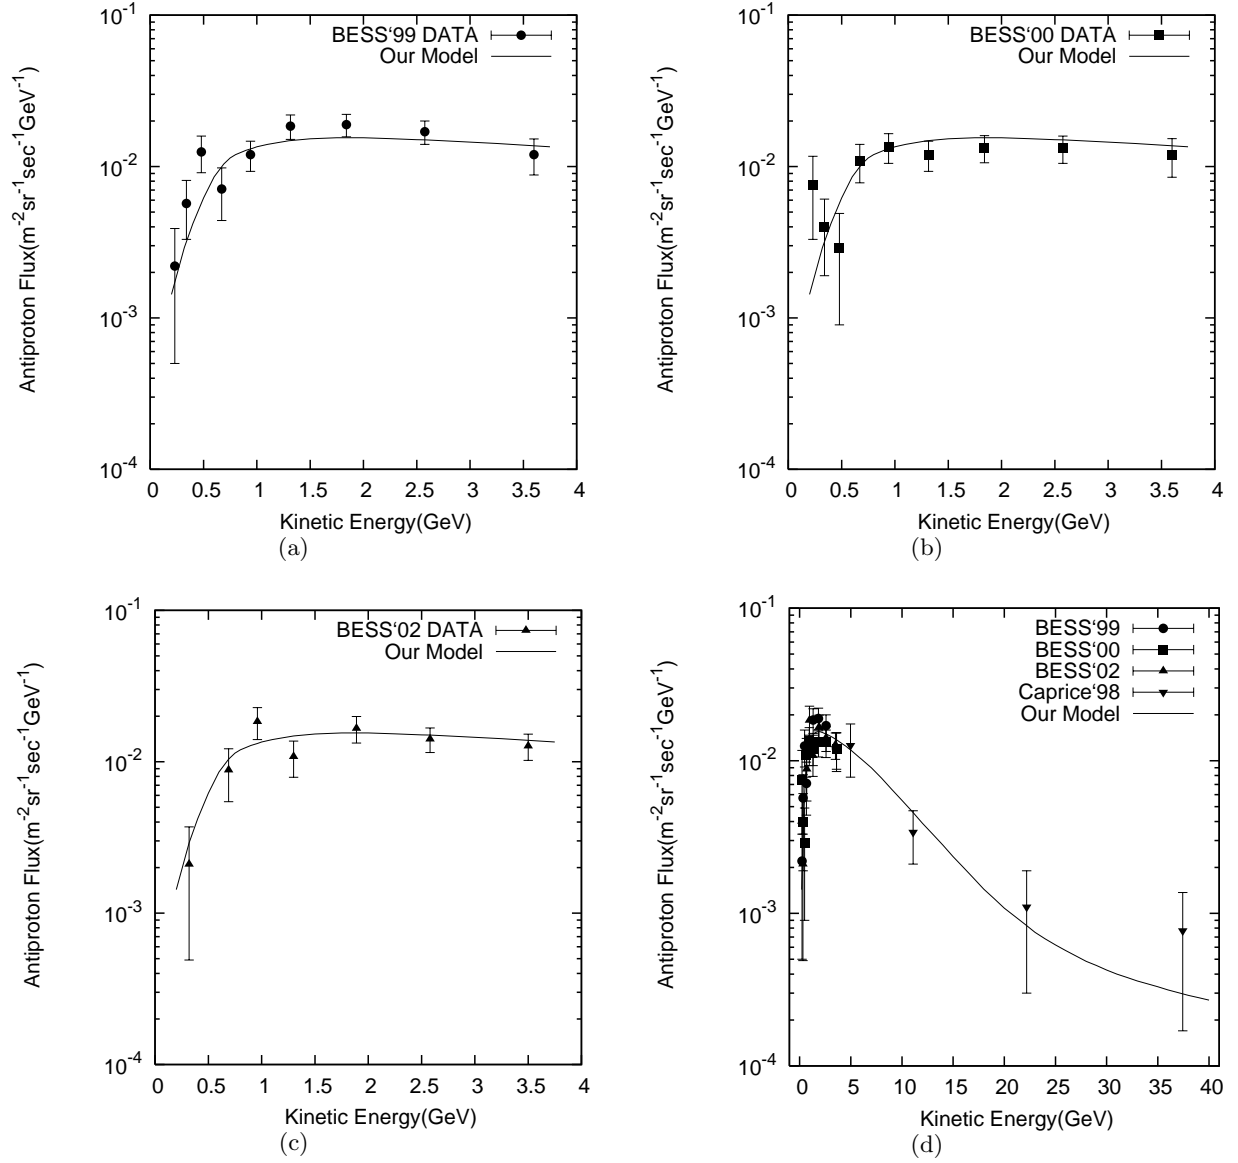 10⁻¹
10⁻²
10⁻³
10⁻⁴
Antiproton Flux(m⁻²sr⁻¹sec⁻¹GeV⁻¹)
BESS‘99 DATA
Our Model
0 0.5 1 1.5 2 2.5 3 3.5 4
Kinetic Energy(GeV)
(a)
10⁻¹
10⁻²
10⁻³
10⁻⁴
Antiproton Flux(m⁻²sr⁻¹sec⁻¹GeV⁻¹)
BESS‘00 DATA
Our Model
0 0.5 1 1.5 2 2.5 3 3.5 4
Kinetic Energy(GeV)
(b)
10⁻¹
10⁻²
10⁻³
10⁻⁴
Antiproton Flux(m⁻²sr⁻¹sec⁻¹GeV⁻¹)
BESS‘02 DATA
Our Model
0 0.5 1 1.5 2 2.5 3 3.5 4
Kinetic Energy(GeV)
(c)
10⁻¹
10⁻²
10⁻³
10⁻⁴
Antiproton Flux(m⁻²sr⁻¹sec⁻¹GeV⁻¹)
BESS‘99
BESS‘00
BESS‘02
Caprice‘98
Our Model
0 5 10 15 20 25 30 35 40
Kinetic Energy(GeV)
(d)